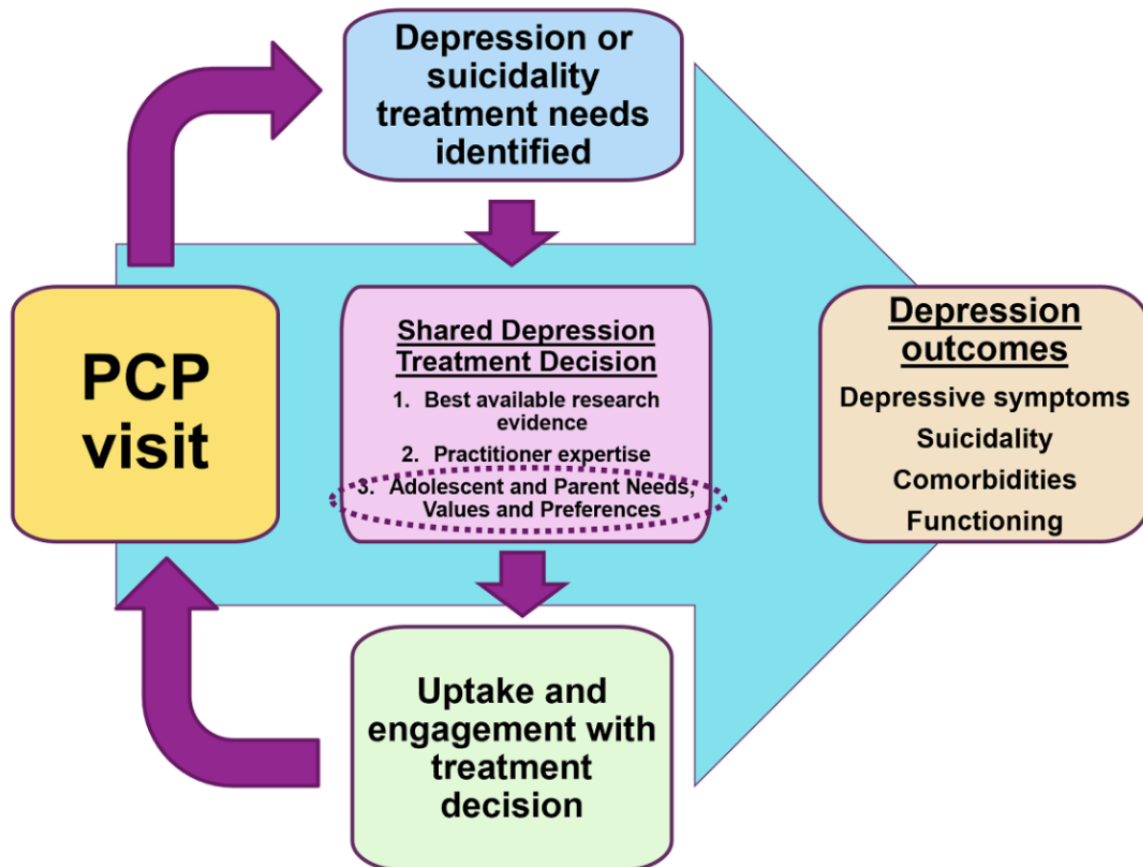 Depression or
suicidality
treatment needs
identified
PCP
visit
Shared Depression
Treatment Decision
1. Best available research
evidence
2. Practitioner expertise
3. Adolescent and Parent Needs,
Values and Preferences
Depression
outcomes
Depressive symptoms
Suicidality
Comorbidities
Functioning
Uptake and
engagement with
treatment
decision